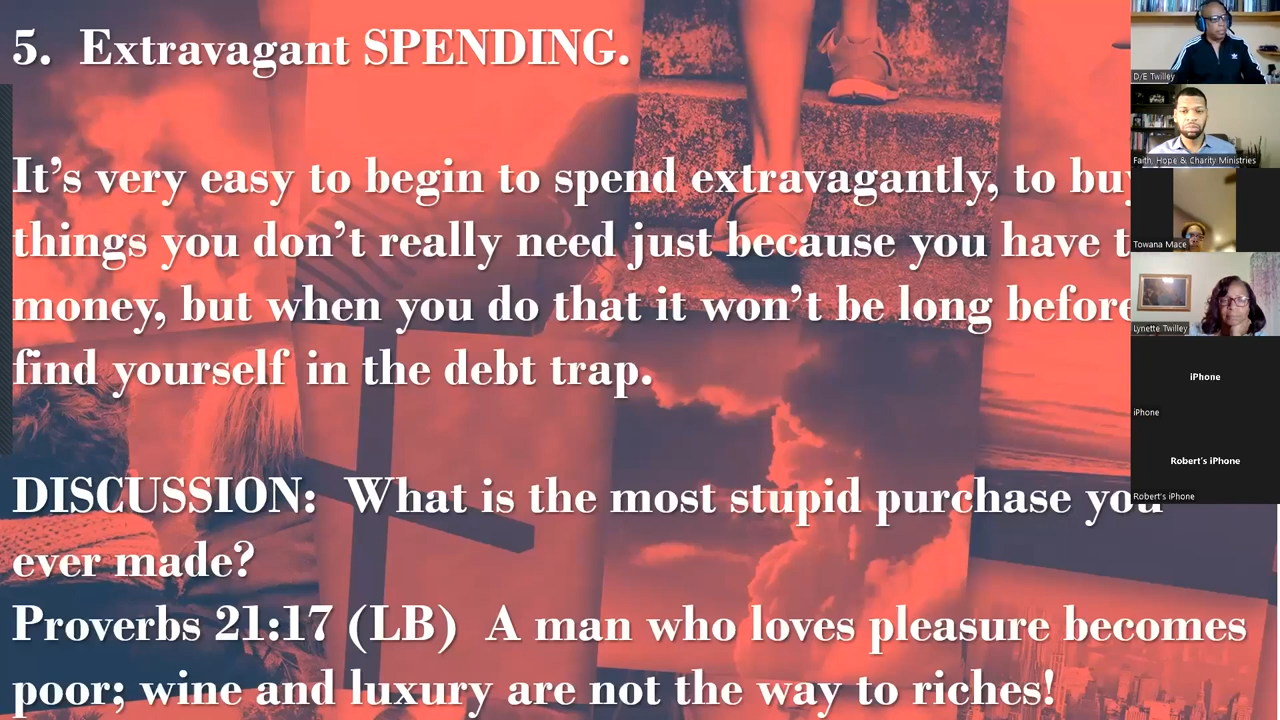 5. Extravagant SPENDING.
It's very easy to begin to spend extravagantly, to buy
things you don't really need just because you have
money, but when you do that it won't be long before
find yourself in the debt trap.
DISCUSSION: What is the most stupid purchase you
ever made?
Proverbs 21:17 (LB) A man who loves pleasure becomes
poor; wine and luxury are not the way to riches!
D/E Twilley
Faith, Hope & Charity Ministries
Towana Mace
Lynette Twilley
iPhone
iPhone
Robert's iPhone
Robert's iPhone